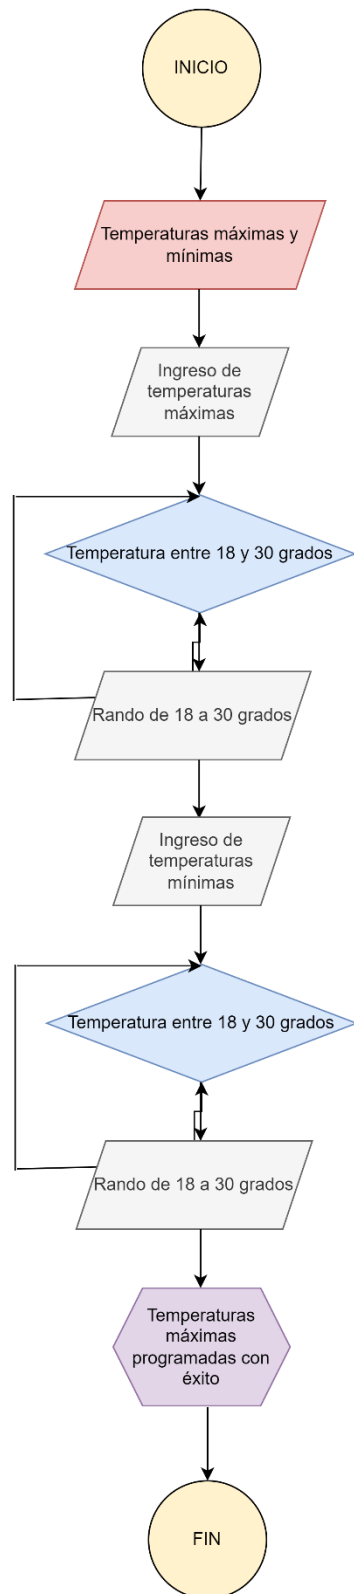 INICIO
Temperaturas máximas y
mínimas
Ingreso de
temperaturas
máximas
Temperatura entre 18 y 30 grados
Rando de 18 a 30 grados
Ingreso de
temperaturas
mínimas
Temperatura entre 18 y 30 grados
Rando de 18 a 30 grados
Temperaturas
máximas
programadas con
éxito
FIN